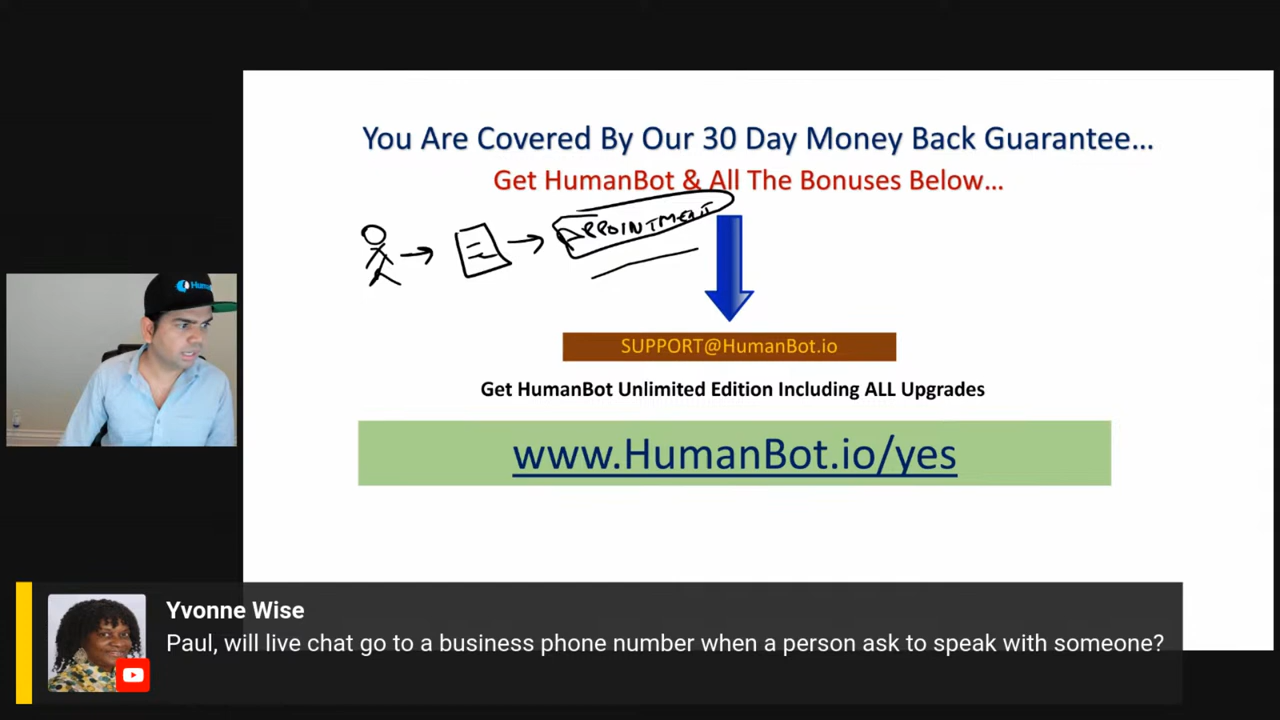 You Are Covered By Our 30 Day Money Back Guarantee...
Get HumanBot & All The Bonuses Below...
APPOINTMENT
SUPPORT@HumanBot.io
Get HumanBot Unlimited Edition Including ALL Upgrades
www.HumanBot.io/yes
Yvonne Wise
Paul, will live chat go to a business phone number when a person ask to speak with someone?